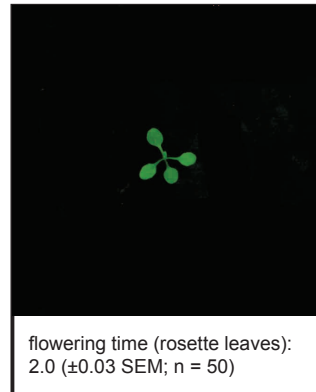 flowering time (rosette leaves):
2.0 (±0.03 SEM; n = 50)